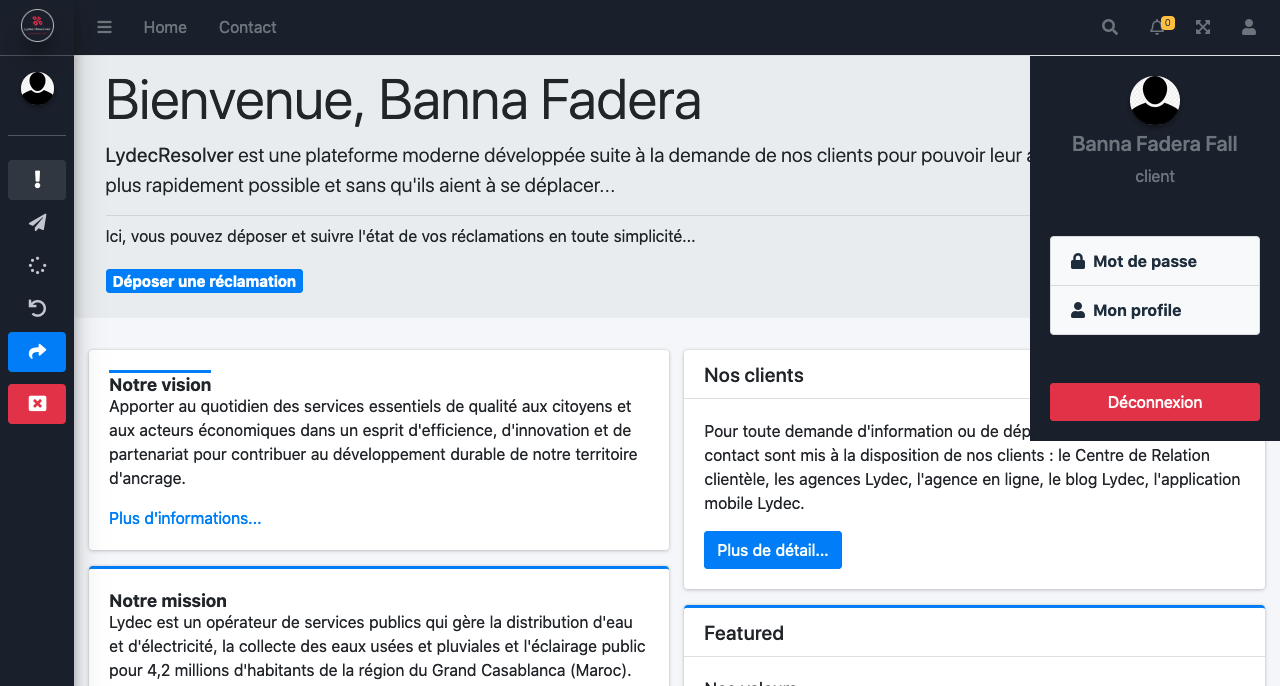 Home
Contact
0
Bienvenue, Banna Fadera
LydecResolver est une plateforme moderne développée suite à la demande de nos clients pour pouvoir leur
plus rapidement possible et sans qu'ils aient à se déplacer...
Ici, vous pouvez déposer et suivre l'état de vos réclamations en toute simplicité...
Déposer une réclamation
Banna Fadera Fall
client
Mot de passe
Mon profile
Déconnexion
Notre vision
Apporter au quotidien des services essentiels de qualité aux citoyens et
aux acteurs économiques dans un esprit d'efficience, d'innovation et de
partenariat pour contribuer au développement durable de notre territoire
d'ancrage.
Plus d'informations...
Notre mission
Lydec est un opérateur de services publics qui gère la distribution d'eau
et d'électricité, la collecte des eaux usées et pluviales et l'éclairage public
pour 4,2 millions d'habitants de la région du Grand Casablanca (Maroc).
Nos clients
Pour toute demande d'information ou de dép
contact sont mis à la disposition de nos clients : le Centre de Relation
clientèle, les agences Lydec, l'agence en ligne, le blog Lydec, l'application
mobile Lydec.
Plus de détail...
Featured